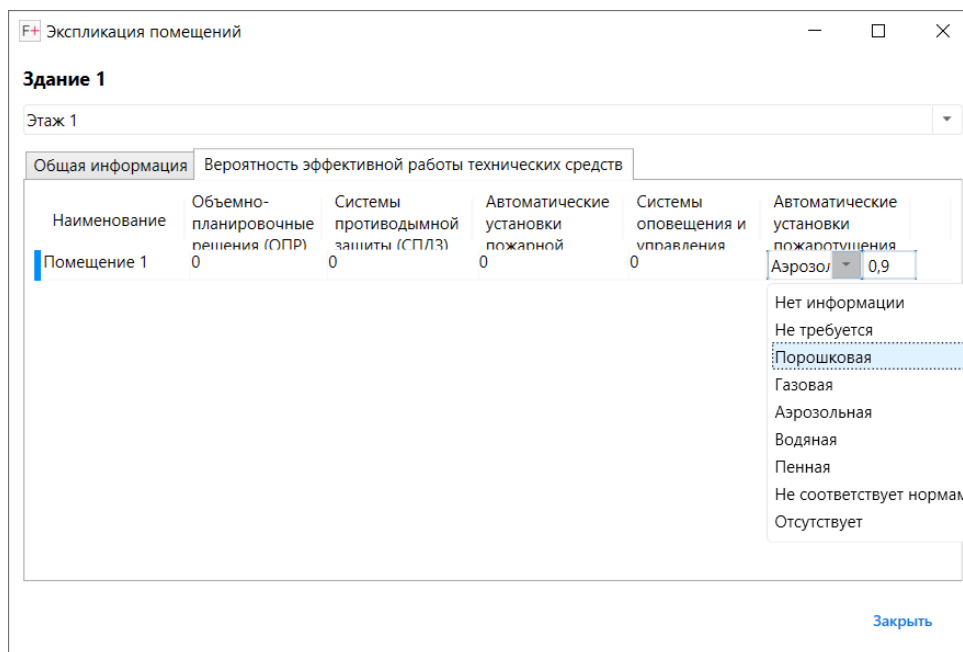 F+ Экспликация помещений
Здание 1
Этаж 1
Общая информация Вероятность эффективной работы технических средств
Наименование
Объемно-
планировочные
решения (ОПР)
Системы
противодымной
защиты (СПДЗ)
Автоматические
установки
пожарной
Системы
оповещения и
управления
Автоматические
установки
пожаротушения
Помещение 1 0 0 0 0 Аэрозол 0,9
Нет информации
Не требуется
Порошковая
Газовая
Аэрозольная
Водяная
Пенная
Не соответствует нормам
Отсутствует
Закрыть